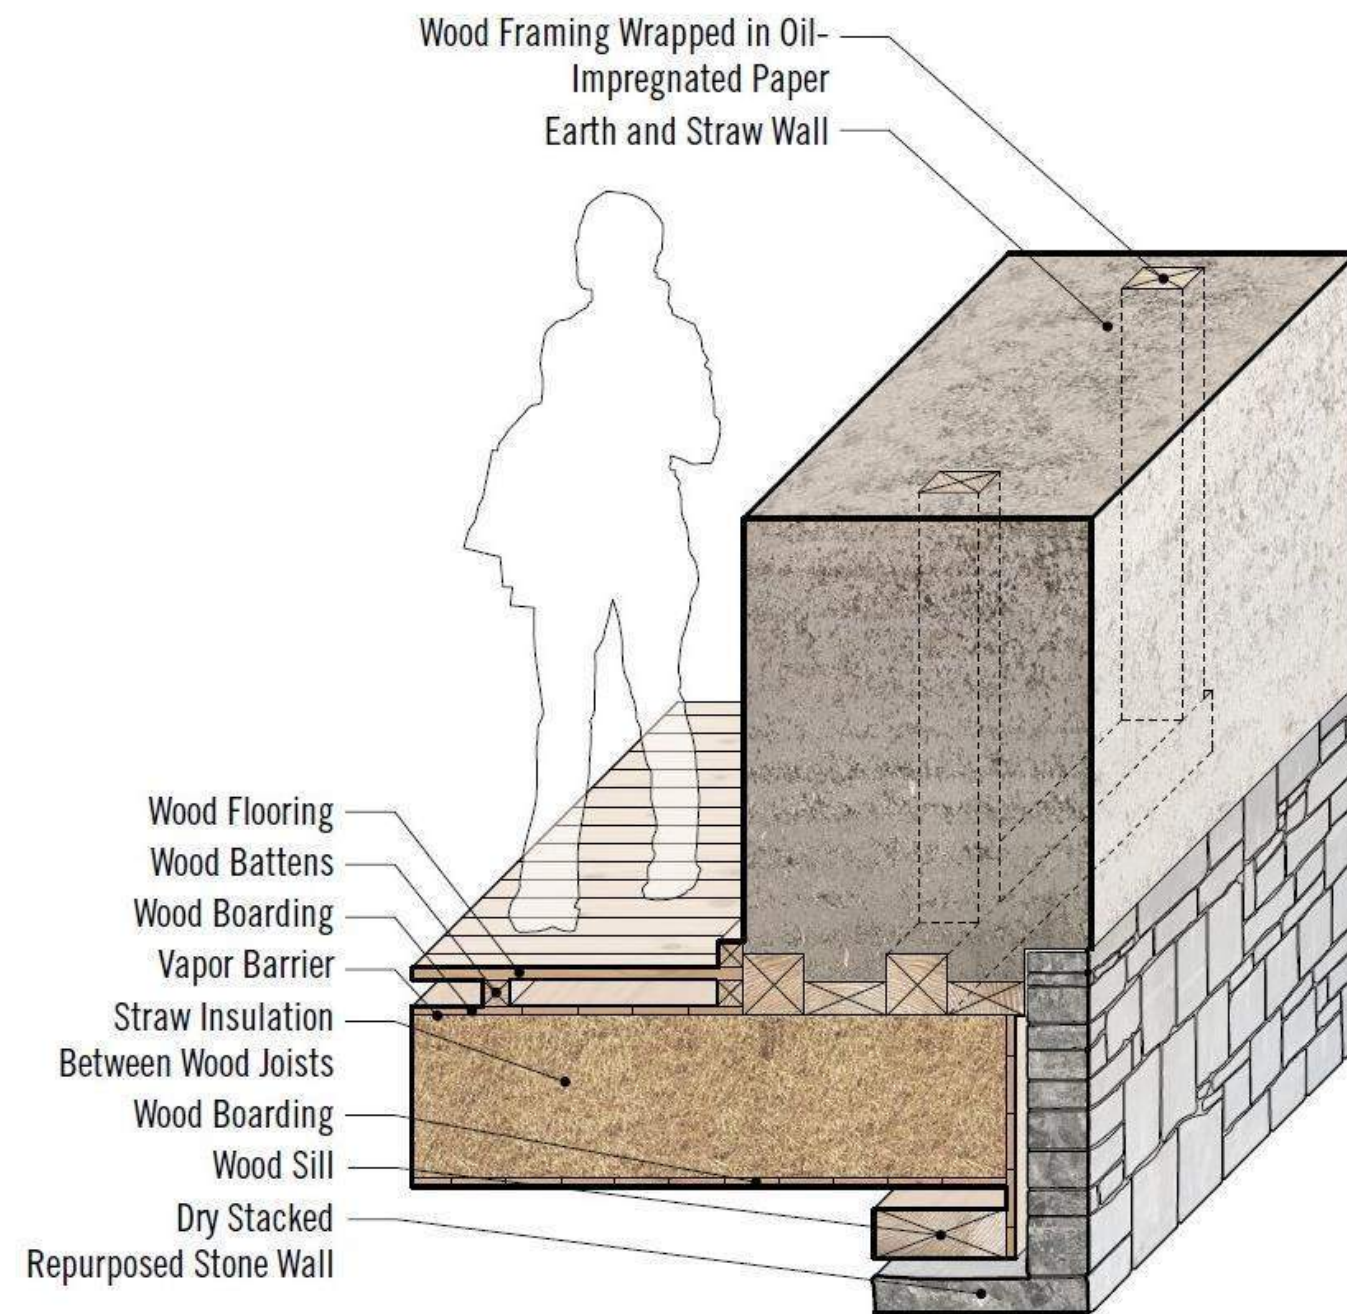 Wood Framing Wrapped in Oil-
Impregnated Paper
Earth and Straw Wall
Wood Flooring
Wood Battens
Wood Boarding
Vapor Barrier
Straw Insulation
Between Wood Joists
Wood Boarding
Wood Sill
Dry Stacked
Repurposed Stone Wall